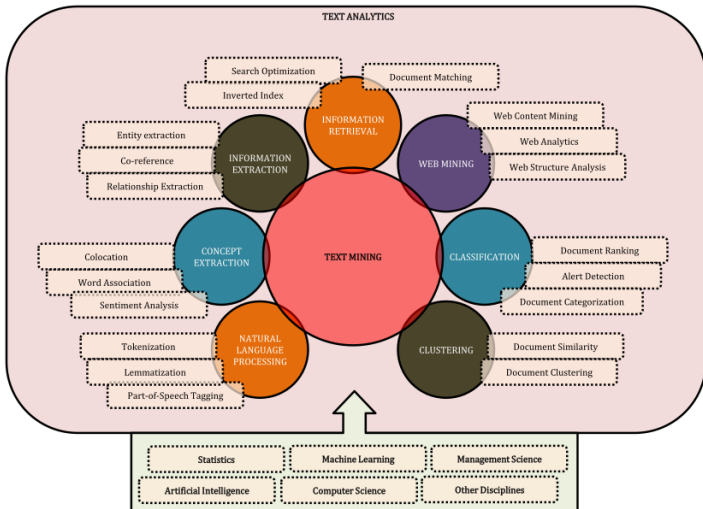 TEXT ANALYTICS
Search Optimization
Document Matching
Inverted Index
INFORMATION
RETRIEVAL
Web Content Mining
Web Analytics
Web Structure Analysis
WEB MINING
Entity extraction
Co-reference
Relationship Extraction
INFORMATION
EXTRACTION
TEXT MINING
Colocation
Word Association
Sentiment Analysis
CONCEPT
EXTRACTION
CLASSIFICATION
Document Ranking
Alert Detection
Document Categorization
Tokenization
Lemmatization
Part-of-Speech Tagging
NATURAL
LANGUAGE
PROCESSING
CLUSTERING
Document Similarity
Document Clustering
Statistics
Machine Learning
Management Science
Artificial Intelligence
Computer Science
Other Disciplines